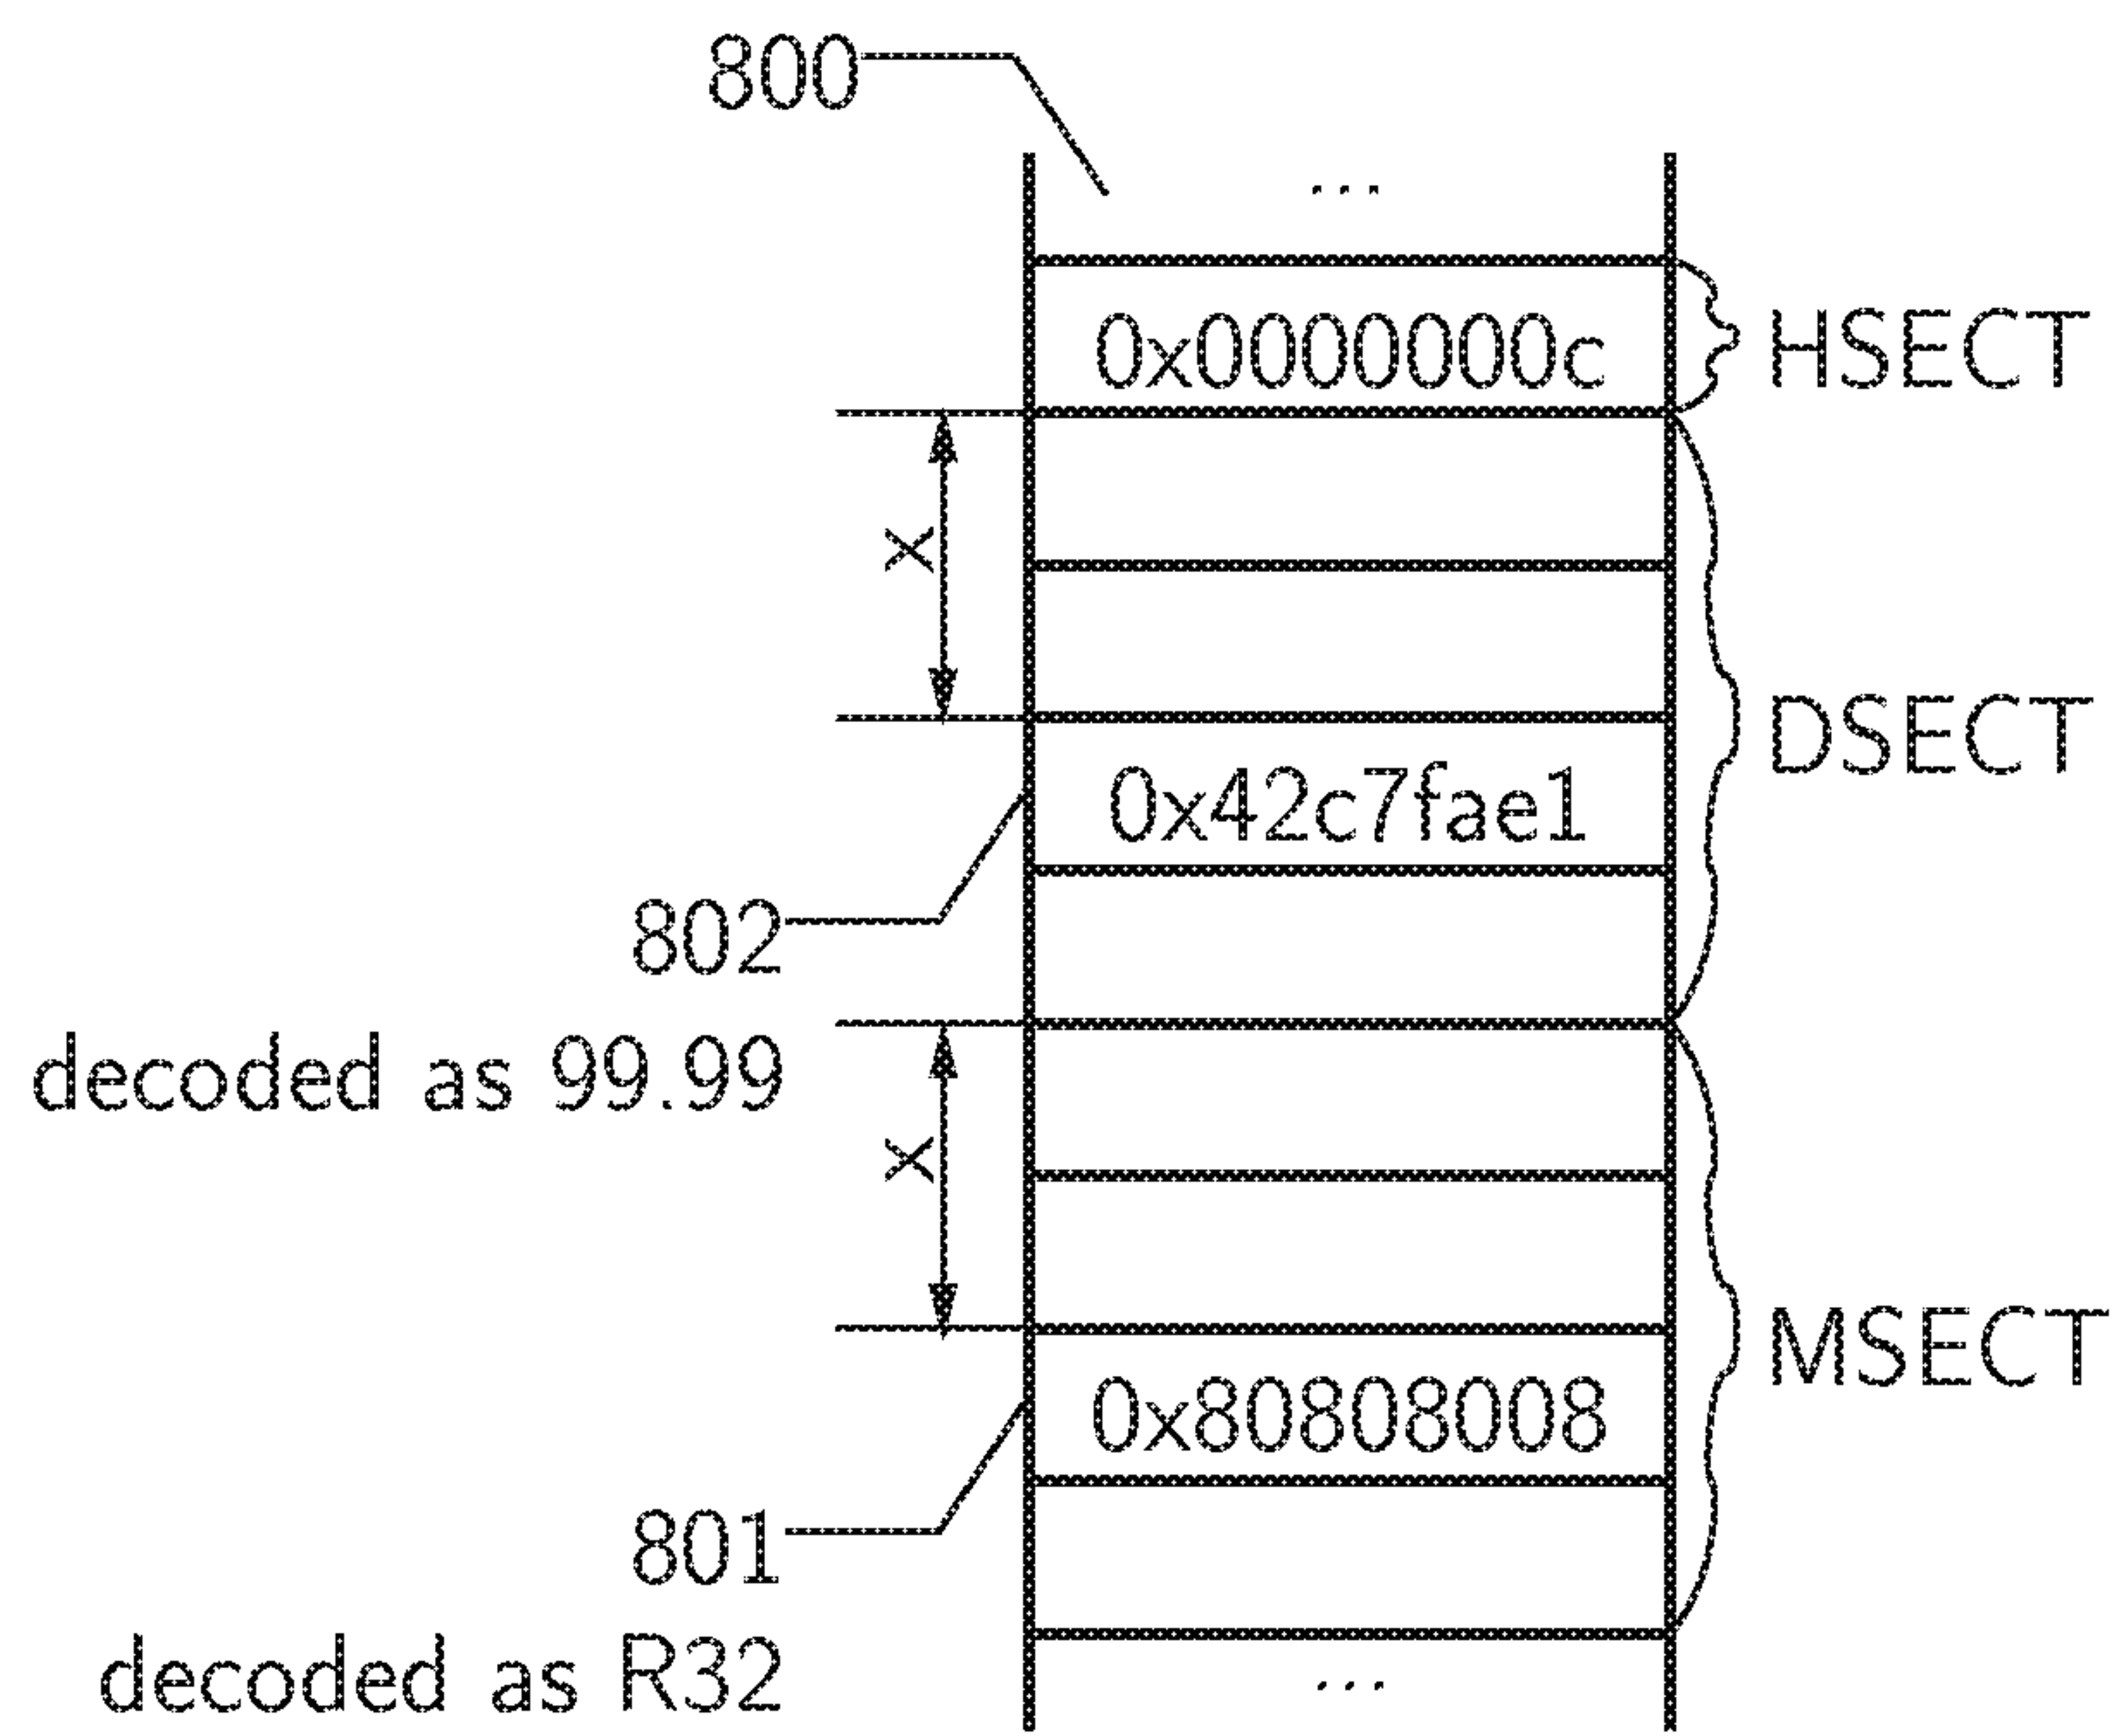 800
...
0x0000000c
HSECT
X
DSECT
0x42c7fae1
802
decoded as 99.99
X
MSECT
0x80808008
801
decoded as R32
...